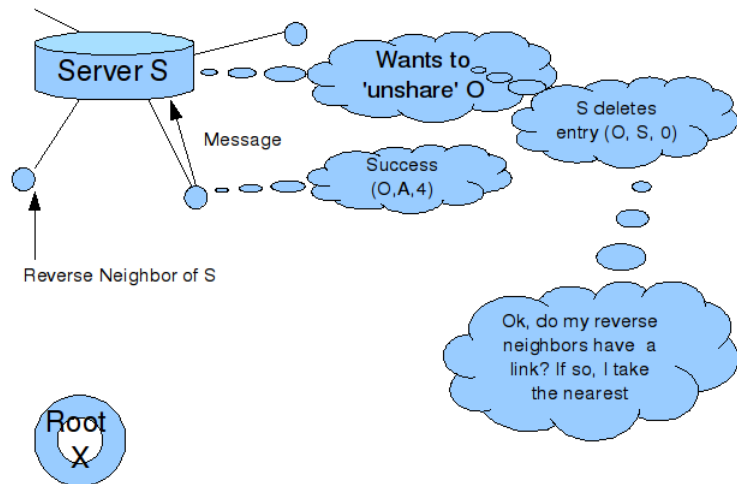 Server S
Wants to
'unshare' O
S deletes
entry (O, S, 0)
Message
Success
(O,A,4)
Reverse Neighbor of S
Ok, do my reverse
neighbors have a
link? If so, I take
the nearest
Root
X